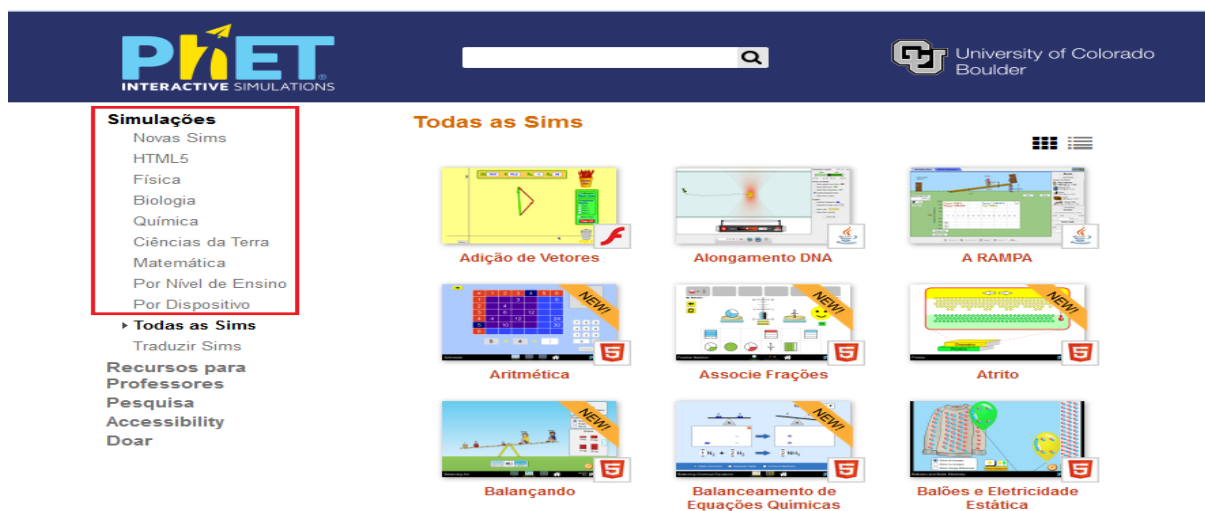 PhET
INTERACTIVE SIMULATIONS
University of Colorado
Boulder
Simulações
Novas Sims
HTML5
Física
Biologia
Química
Ciências da Terra
Matemática
Por Nível de Ensino
Por Dispositivo
Todas as Sims
Traduzir Sims
Recursos para
Professores
Pesquisa
Accessibility
Doar
Todas as Sims
Adição de Vetores
Alongamento DNA
A RAMPA
NEW!
Aritmética
NEW!
Associe Frações
NEW!
Atrito
NEW!
Balançando
NEW!
Balanceamento de
Equações Químicas
Balões e Eletricidade
Estática